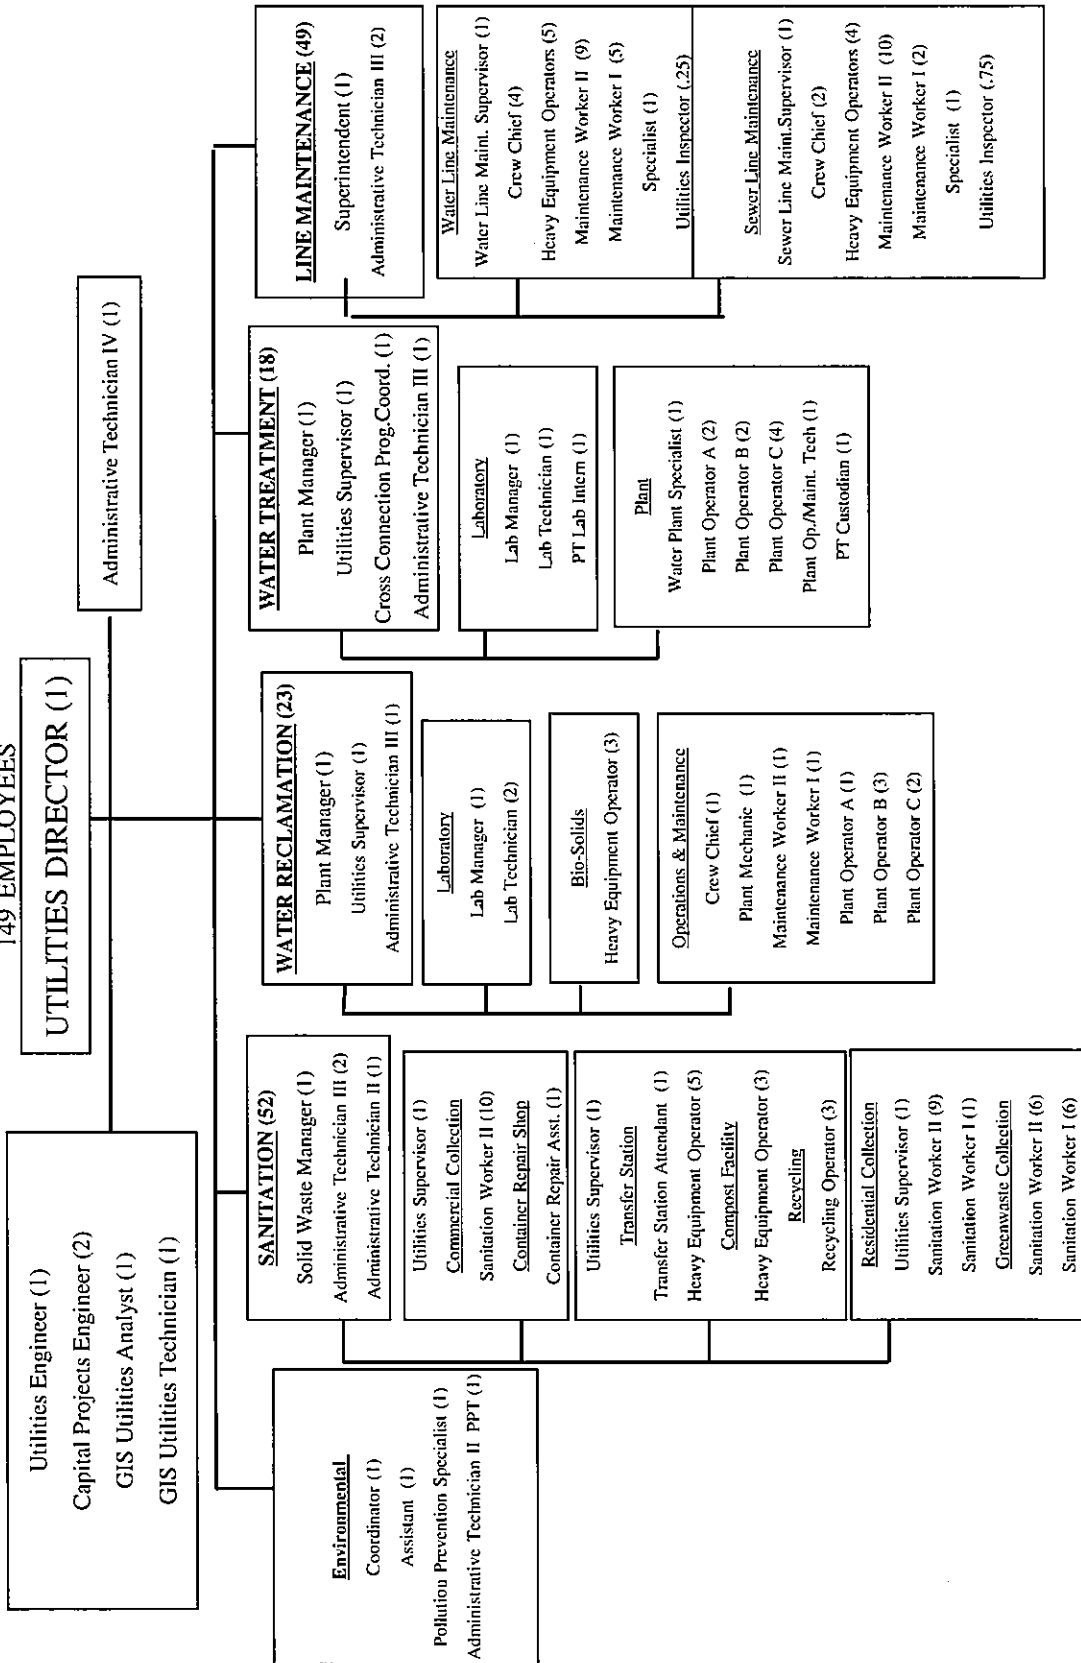 149 EMPLOYEES
UTILITIES DIRECTOR (1)
Utilities Engineer (1)
Capital Projects Engineer (2)
GIS Utilities Analyst (1)
GIS Utilities Technician (1)
Administrative Technician IV (1)
Environmental
Coordinator (1)
Assistant (1)
Pollution Prevention Specialist (1)
Administrative Technician II PPT (1)
SANITATION (52)
Solid Waste Manager (1)
Administrative Technician III (2)
Administrative Technician II (1)
Utilities Supervisor (1)
Commercial Collection
Sanitation Worker II (10)
Container Repair Shop
Container Repair Asst. (1)
Utilities Supervisor (1)
Transfer Station
Transfer Station Attendant (1)
Heavy Equipment Operator (5)
Compost Facility
Heavy Equipment Operator (3)
Recycling
Recycling Operator (3)
Residential Collection
Utilities Supervisor (1)
Sanitation Worker II (9)
Sanitation Worker I (1)
Greenwaste Collection
Sanitation Worker II (6)
Sanitation Worker I (6)
WATER RECLAMATION (23)
Plant Manager (1)
Utilities Supervisor (1)
Administrative Technician III (1)
Laboratory
Lab Manager (1)
Lab Technician (2)
Bio-Solids
Heavy Equipment Operator (3)
Operations & Maintenance
Crew Chief (1)
Plant Mechanic (1)
Maintenance Worker II (1)
Maintenance Worker I (1)
Plant Operator A (1)
Plant Operator B (3)
Plant Operator C (2)
WATER TREATMENT (18)
Plant Manager (1)
Utilities Supervisor (1)
Cross Connection Prog.Coord. (1)
Administrative Technician III (1)
Laboratory
Lab Manager (1)
Lab Technician (1)
PT Lab Intern (1)
Plant
Water Plant Specialist (1)
Plant Operator A (2)
Plant Operator B (2)
Plant Operator C (4)
Plant Op./Maint. Tech (1)
PT Custodian (1)
LINE MAINTENANCE (49)
Superintendent (1)
Administrative Technician III (2)
Water Line Maintenance
Water Line Maint. Supervisor (1)
Crew Chief (4)
Heavy Equipment Operators (5)
Maintenance Worker II (9)
Maintenance Worker I (5)
Specialist (1)
Utilities Inspector (.25)
Sewer Line Maintenance
Sewer Line Maint.Supervisor (1)
Crew Chief (2)
Heavy Equipment Operators (4)
Maintenance Worker II (10)
Maintenance Worker I (2)
Specialist (1)
Utilities Inspector (.75)